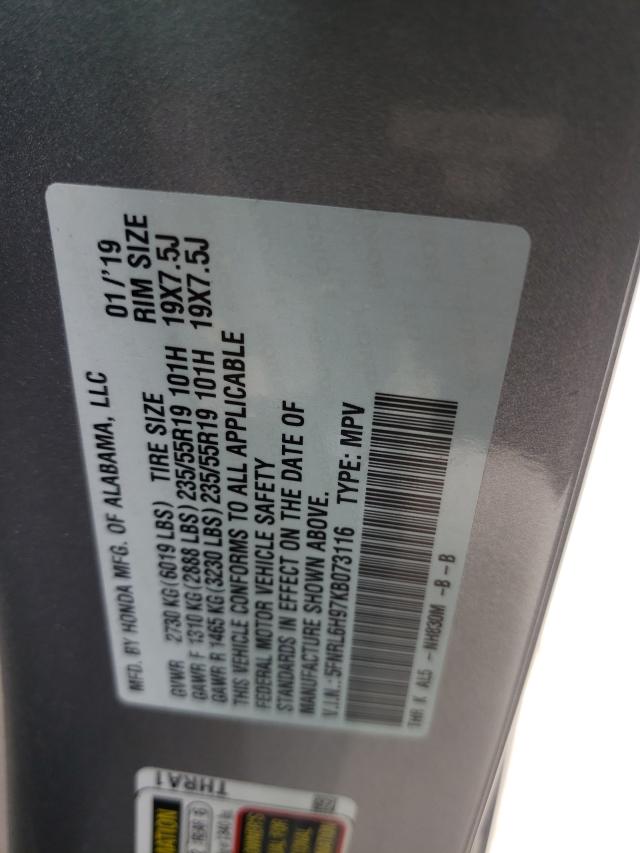 MFD. BY HONDA MFG. OF ALABAMA, LLC 01/'19
TIRE SIZE RIM SIZE
GVWR 2730 KG (6019 LBS)
GAWR F 1310 KG (2888 LBS) 235/55R19 101H 19X7.5J
GAWR R 1465 KG (3230 LBS) 235/55R19 101H 19X7.5J
THIS VEHICLE CONFORMS TO ALL APPLICABLE
FEDERAL MOTOR VEHICLE SAFETY
STANDARDS IN EFFECT ON THE DATE OF
MANUFACTURE SHOWN ABOVE.
V.I.N.:5FNRL6H97KB073116 TYPE: MPV
THR K AL5 -NH830M -B -B
THRA1